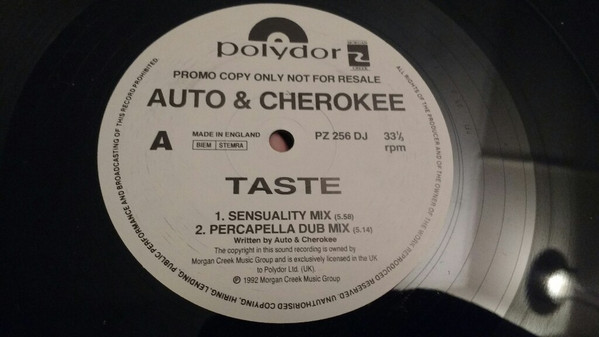 polydor
PROMO COPY ONLY NOT FOR RESALE
AUTO & CHEROKEE
A
MADE IN ENGLAND
BIEM STEMRA
PZ 256 DJ
33⅓
rpm
TASTE
1. SENSUALITY MIX (5.58)
2. PERCAPELLA DUB MIX (5.14)
Written by Auto & Cherokee
The copyright in this sound recording is owned by
Morgan Creek Music Group and is exclusively licensed in the UK
to Polydor Ltd. (UK).
℗ 1992 Morgan Creek Music Group
ALL RIGHTS OF THE PRODUCER AND OF THE OWNER OF THE WORK REPRODUCED RESERVED. UNAUTHORISED COPYING, HIRING, LENDING, PUBLIC PERFORMANCE AND BROADCASTING OF THIS RECORD PROHIBITED.